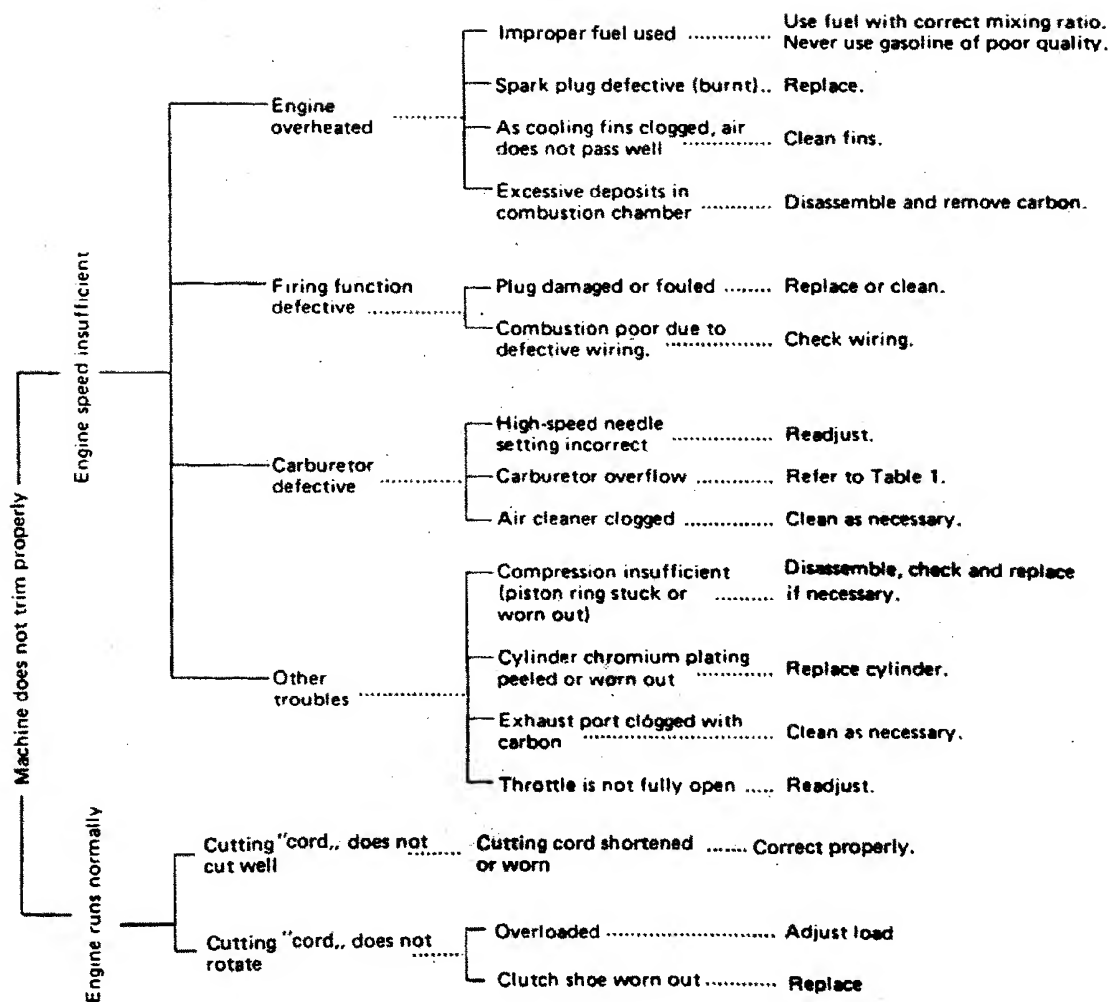 Machine does not trim properly
Engine speed insufficient
Engine
overheated
Improper fuel used
Use fuel with correct mixing ratio.
Never use gasoline of poor quality.
Spark plug defective (burnt)..
Replace.
As cooling fins clogged, air
does not pass well
Clean fins.
Excessive deposits in
combustion chamber
Disassemble and remove carbon.
Firing function
defective
Plug damaged or fouled
Replace or clean.
Combustion poor due to
defective wiring.
Check wiring.
Carburetor
defective
High-speed needle
setting incorrect
Readjust.
Carburetor overflow
Refer to Table 1.
Air cleaner clogged
Clean as necessary.
Other
troubles
Compression insufficient
(piston ring stuck or
worn out)
Disassemble, check and replace
if necessary.
Cylinder chromium plating
peeled or worn out
Replace cylinder.
Exhaust port clogged with
carbon
Clean as necessary.
Throttle is not fully open
Readjust.
Engine runs normally
Cutting "cord,, does not
cut well
Cutting cord shortened
or worn
Correct properly.
Cutting "cord,, does not
rotate
Overloaded
Adjust load
Clutch shoe worn out
Replace